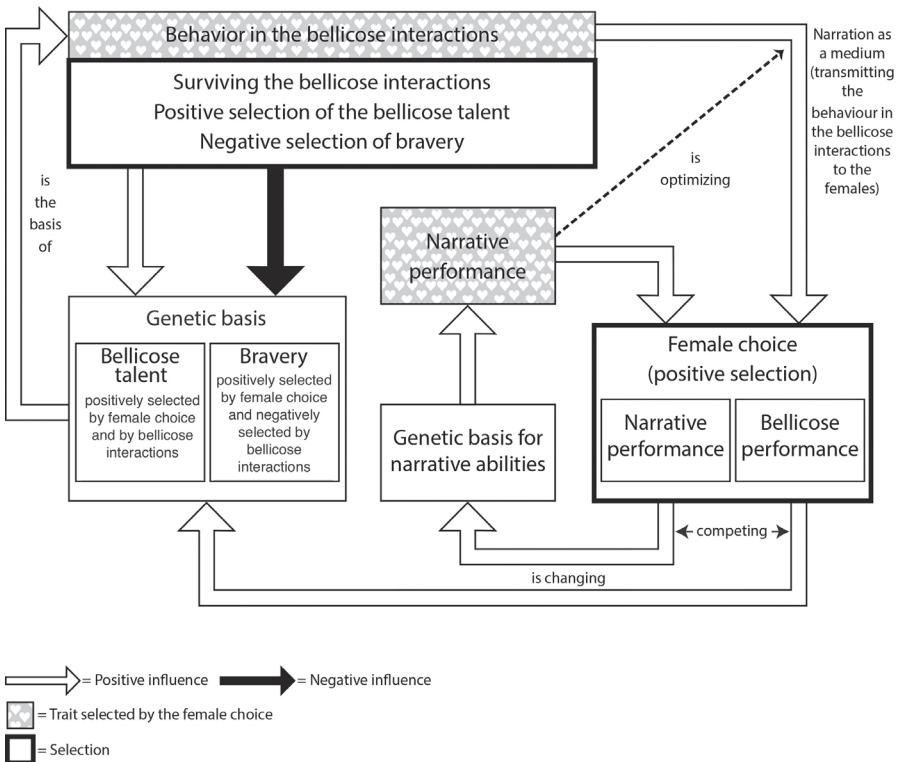 Behavior in the bellicose interactions
Surviving the bellicose interactions
Positive selection of the bellicose talent
Negative selection of bravery
Narration as
a medium
(transmitting
the
behaviour in
the bellicose
interactions
to the
females)
is
the
basis
of
is
optimizing
Narrative
performance
Genetic basis
Bellicose
talent
positively selected
by female choice
and by bellicose
interactions
Bravery
positively selected
by female choice
and negatively
selected by
bellicose
interactions
Genetic basis for
narrative abilities
Female choice
(positive selection)
Narrative
performance
Bellicose
performance
competing
is changing
= Positive influence
= Negative influence
= Trait selected by the female choice
= Selection